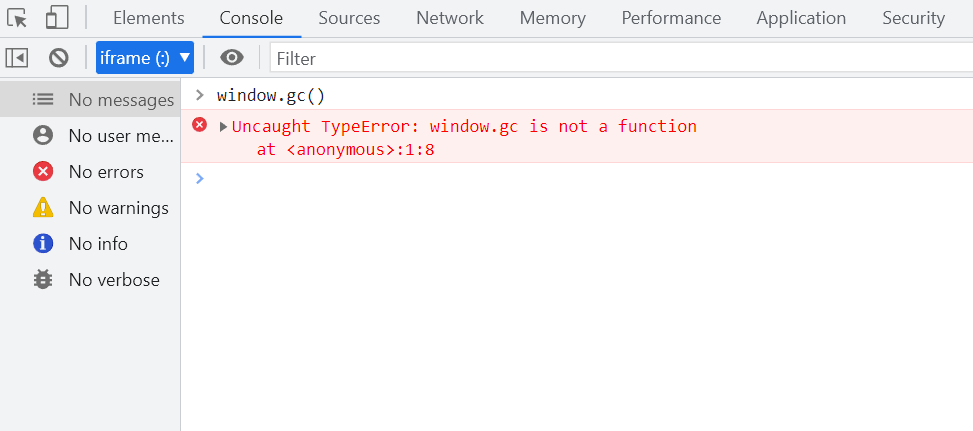 Elements Console Sources Network Memory Performance Application Security
iframe (:) ▼ Filter
No messages
No user me...
No errors
No warnings
No info
No verbose
> window.gc()
▶Uncaught TypeError: window.gc is not a function
at <anonymous>:1:8
>